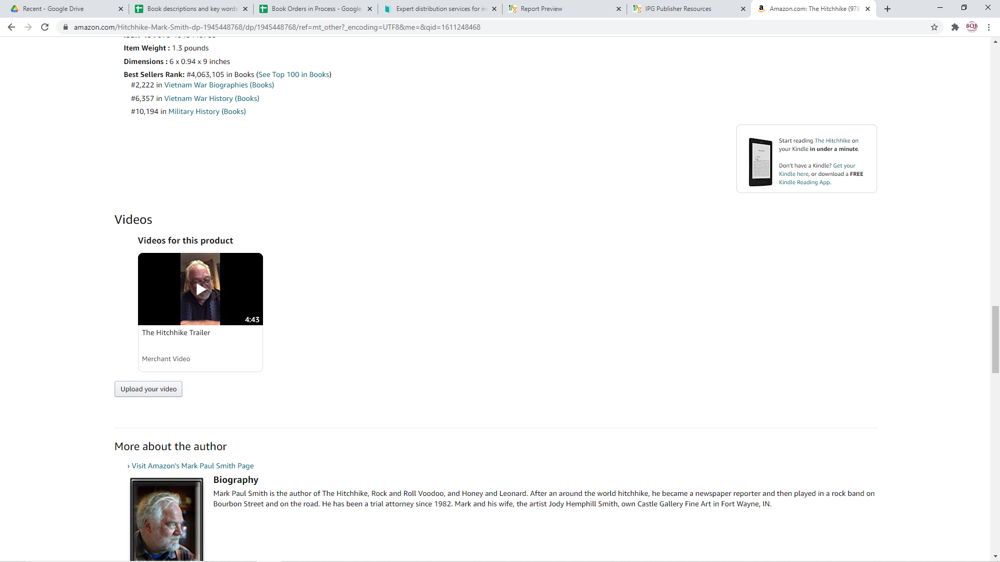 Recent - Google Drive
Book descriptions and key words
Book Orders in Process - Google
Expert distribution services for in
Report Preview
IPG Publisher Resources
Amazon.com: The Hitchhike (978
amazon.com/Hitchhike-Mark-Smith-dp-1945448768/dp/1945448768/ref=mt_other?_encoding=UTF8&me=&qid=1611248468
BQB
Item Weight : 1.3 pounds
Dimensions : 6 x 0.94 x 9 inches
Best Sellers Rank: #4,063,105 in Books (See Top 100 in Books)
#2,222 in Vietnam War Biographies (Books)
#6,357 in Vietnam War History (Books)
#10,194 in Military History (Books)
Start reading The Hitchhike on
your Kindle in under a minute.
Don't have a Kindle? Get your
Kindle here, or download a FREE
Kindle Reading App.
Videos
Videos for this product
4:43
The Hitchhike Trailer
Merchant Video
Upload your video
More about the author
› Visit Amazon's Mark Paul Smith Page
Biography
Mark Paul Smith is the author of The Hitchhike, Rock and Roll Voodoo, and Honey and Leonard. After an around the world hitchhike, he became a newspaper reporter and then played in a rock band on
Bourbon Street and on the road. He has been a trial attorney since 1982. Mark and his wife, the artist Jody Hemphill Smith, own Castle Gallery Fine Art in Fort Wayne, IN.